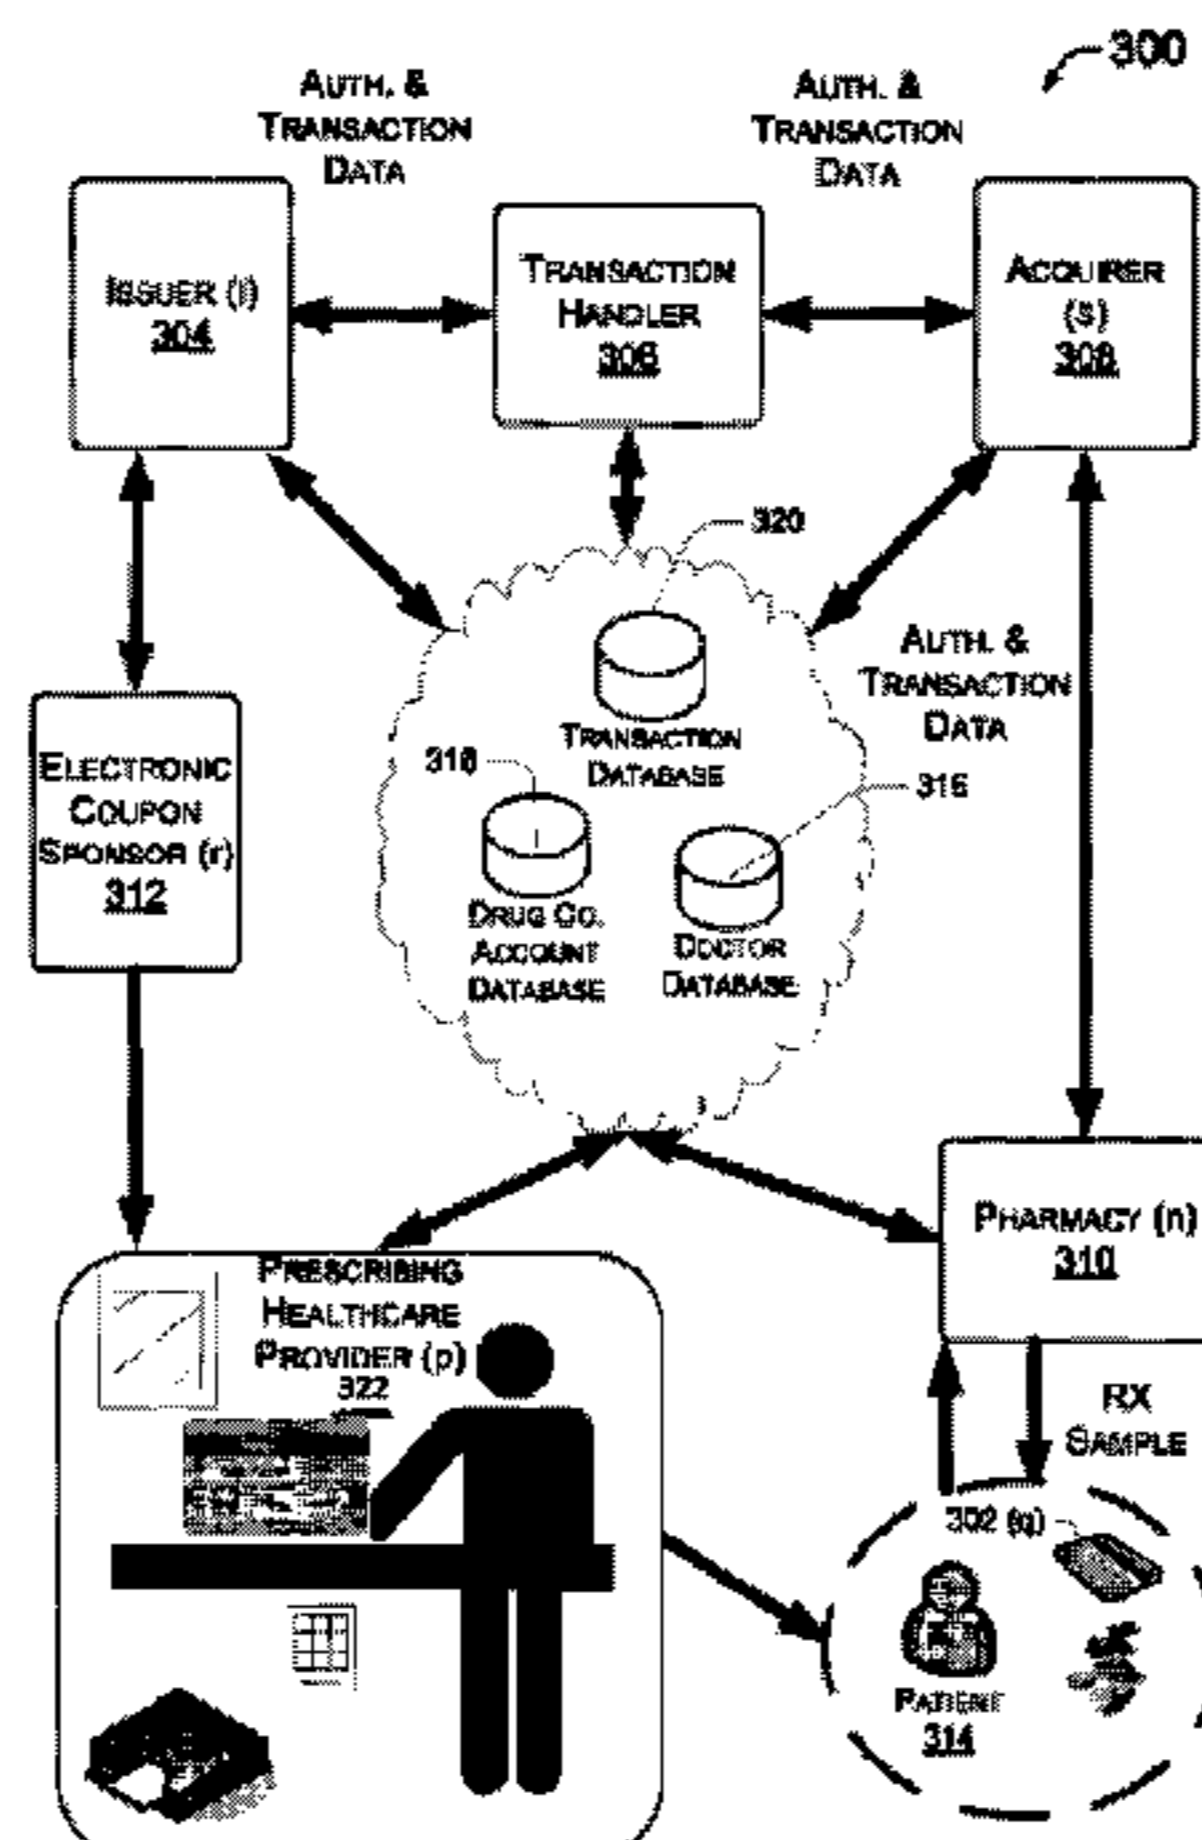 300
AUTH. &
TRANSACTION
DATA
AUTH. &
TRANSACTION
DATA
ISSUER (i)
304
TRANSACTION
HANDLER
306
ACQUIRER
(s)
308
320
AUTH. &
TRANSACTION
DATA
TRANSACTION
DATABASE
318
316
ELECTRONIC
COUPON
SPONSOR (r)
312
DRUG CO.
ACCOUNT
DATABASE
DOCTOR
DATABASE
PHARMACY (n)
310
PRESCRIBING
HEALTHCARE
PROVIDER (p)
322
RX
SAMPLE
302 (q)
PATIENT
314